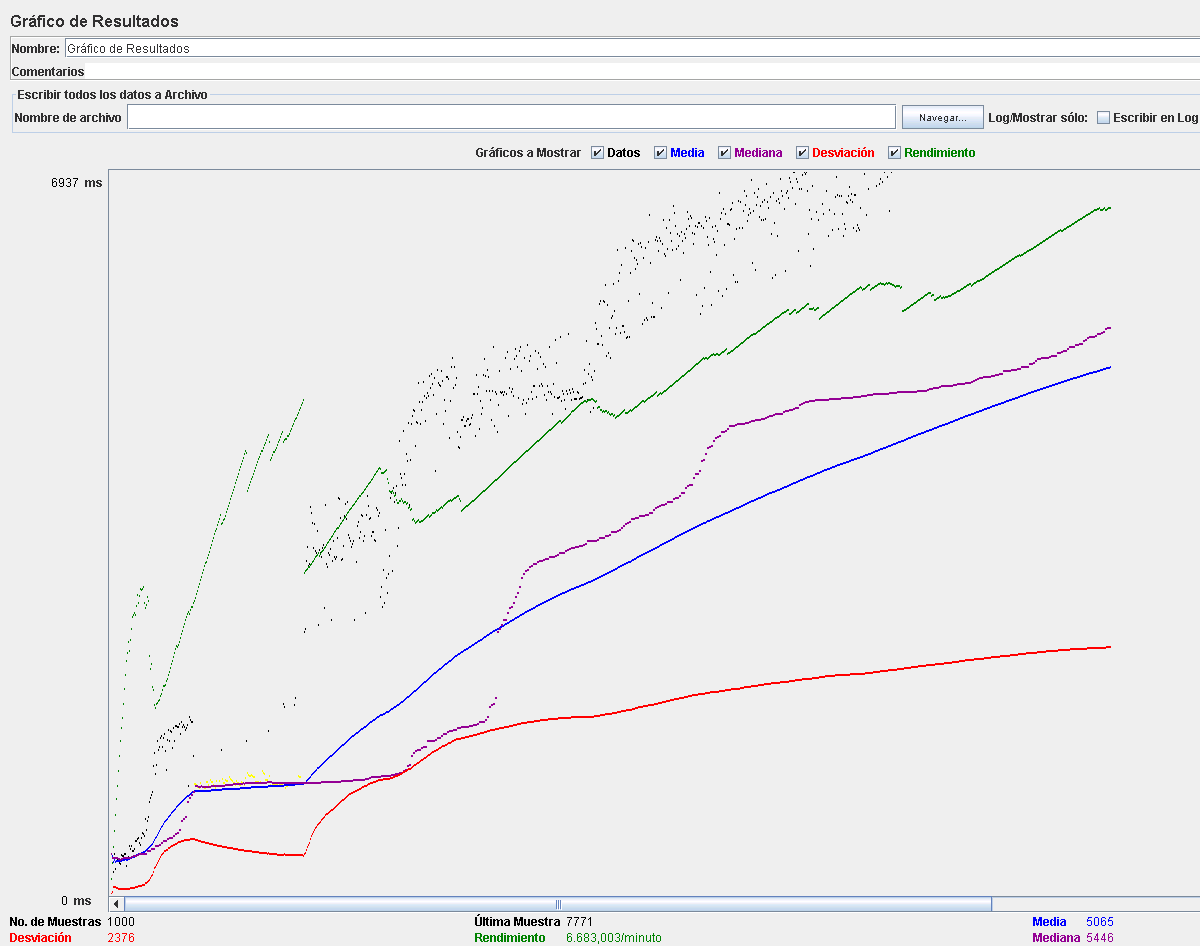 Gráfico de Resultados
Nombre: Gráfico de Resultados
Comentarios
Escribir todos los datos a Archivo
Nombre de archivo Navegar... Log/Mostrar sólo: Escribir en Log
Gráficos a Mostrar Datos Media Mediana Desviación Rendimiento
6937 ms
0 ms
No. de Muestras 1000 Última Muestra 7771 Media 5065
Desviación 2376 Rendimiento 6.683,003/minuto Mediana 5446